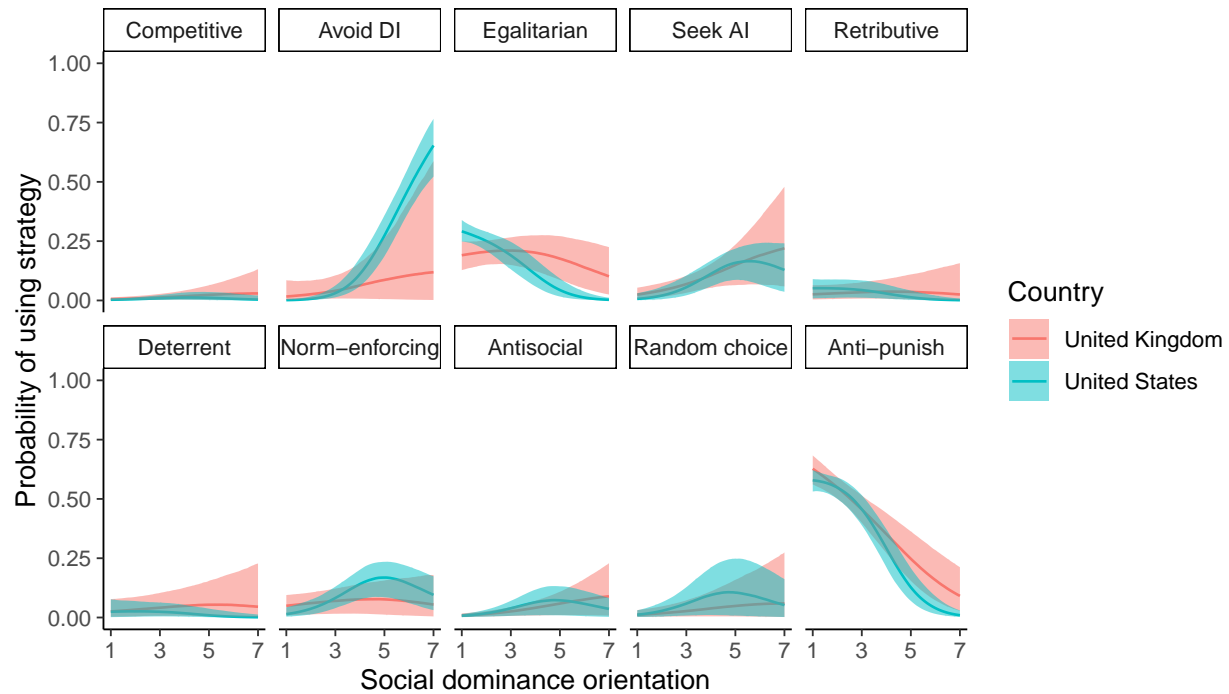 Competitive
Avoid DI
Egalitarian
Seek AI
Retributive
1.00
0.75
0.50
0.25
0.00
Deterrent
Norm−enforcing
Antisocial
Random choice
Anti−punish
1.00
0.75
0.50
0.25
0.00
1 3 5 7
1 3 5 7
1 3 5 7
1 3 5 7
1 3 5 7
Social dominance orientation
Probability of using strategy
Country
United Kingdom
United States